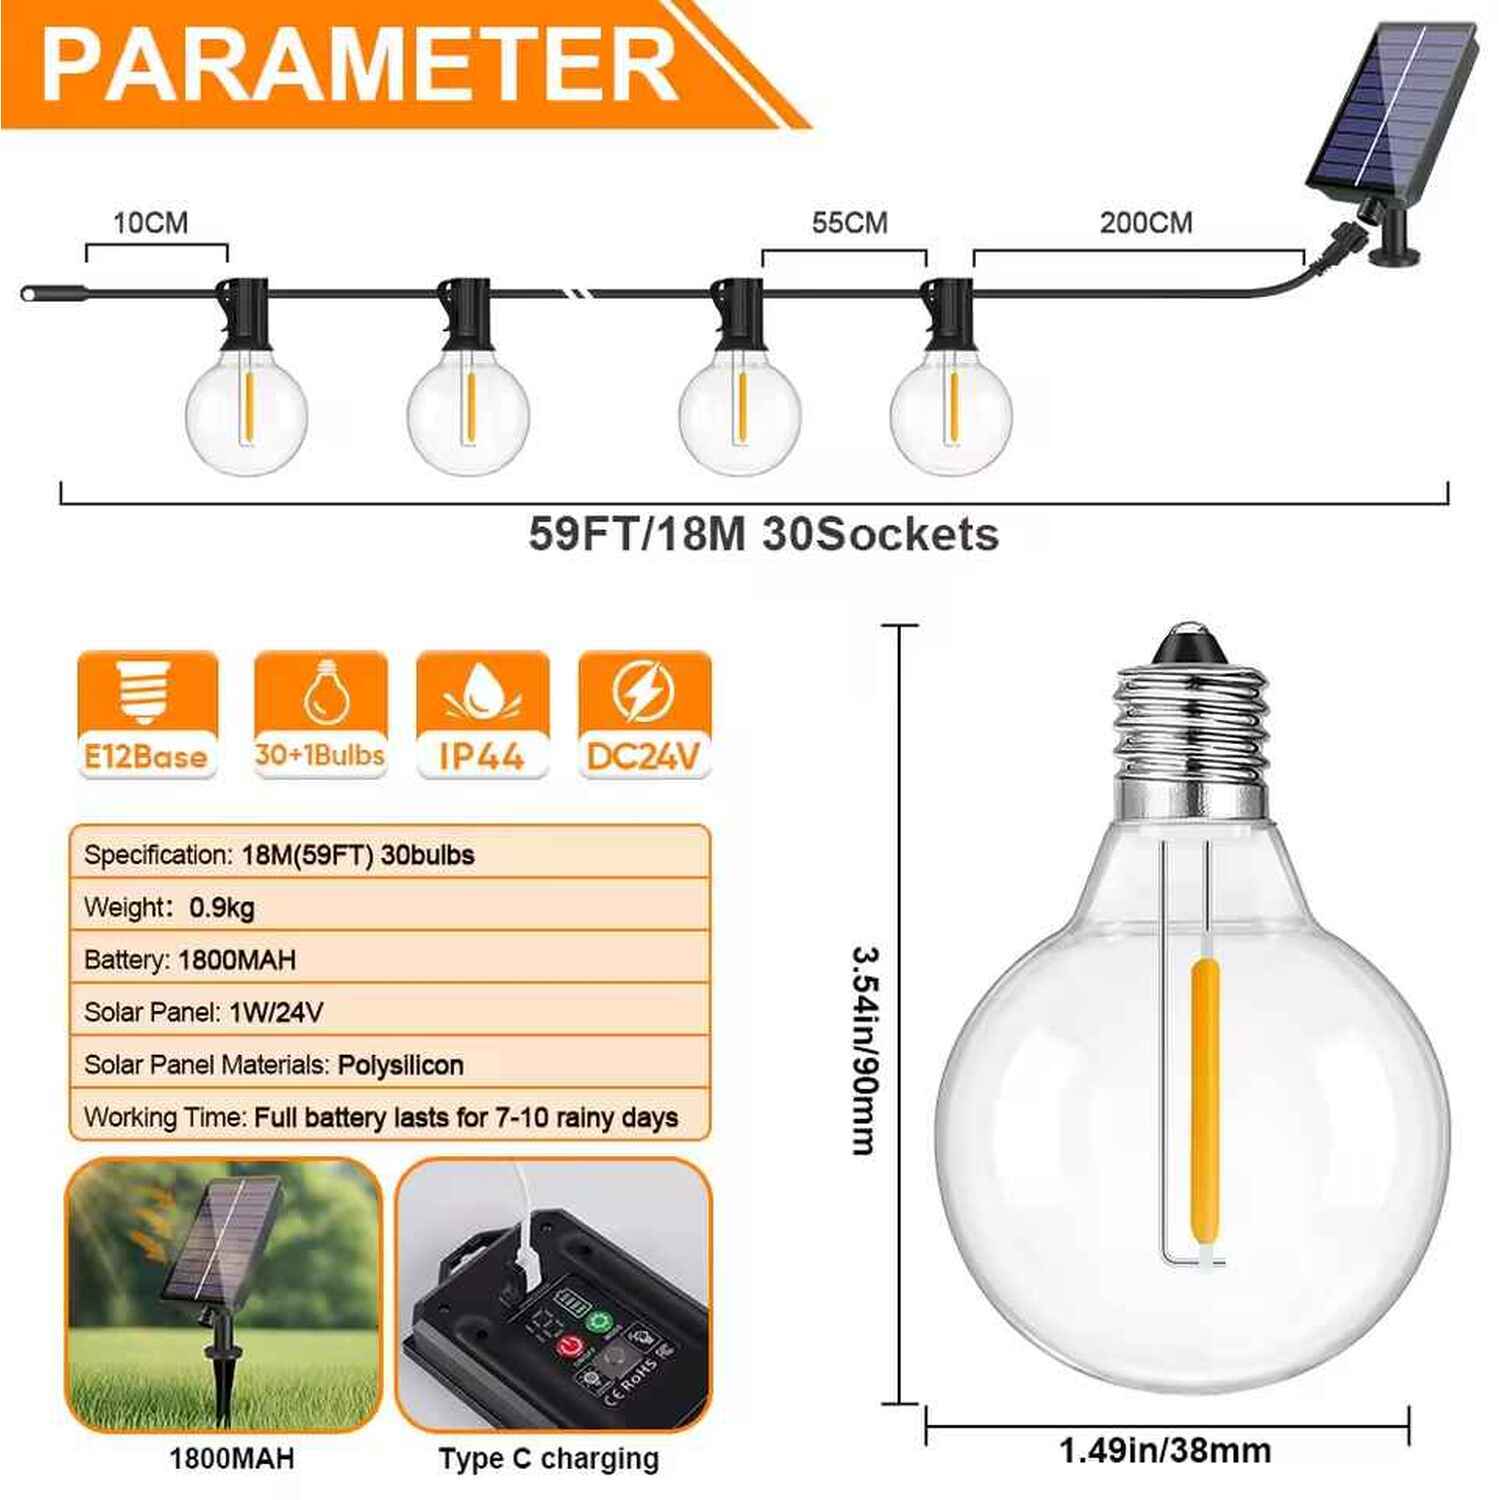 PARAMETER
10CM
55CM
200CM
59FT/18M 30Sockets
E12Base
30+1Bulbs
IP44
DC24V
Specification: 18M(59FT) 30bulbs
Weight: 0.9kg
Battery: 1800MAH
Solar Panel: 1W/24V
Solar Panel Materials: Polysilicon
Working Time: Full battery lasts for 7-10 rainy days
3.54in/90mm
1.49in/38mm
ON/OFF
CE RoHS
1800MAH
Type C charging